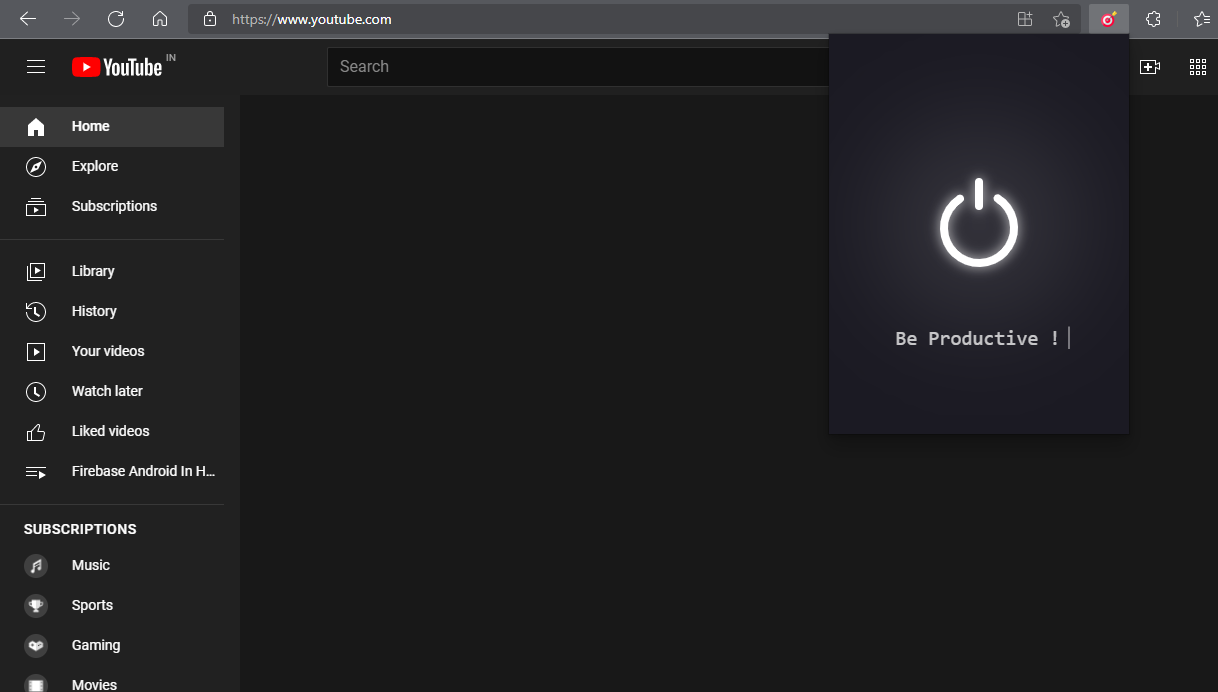 https://www.youtube.com
YouTube IN
Search
Home
Explore
Subscriptions
Library
History
Your videos
Watch later
Liked videos
Firebase Android In H...
SUBSCRIPTIONS
Music
Sports
Gaming
Movies
Be Productive !